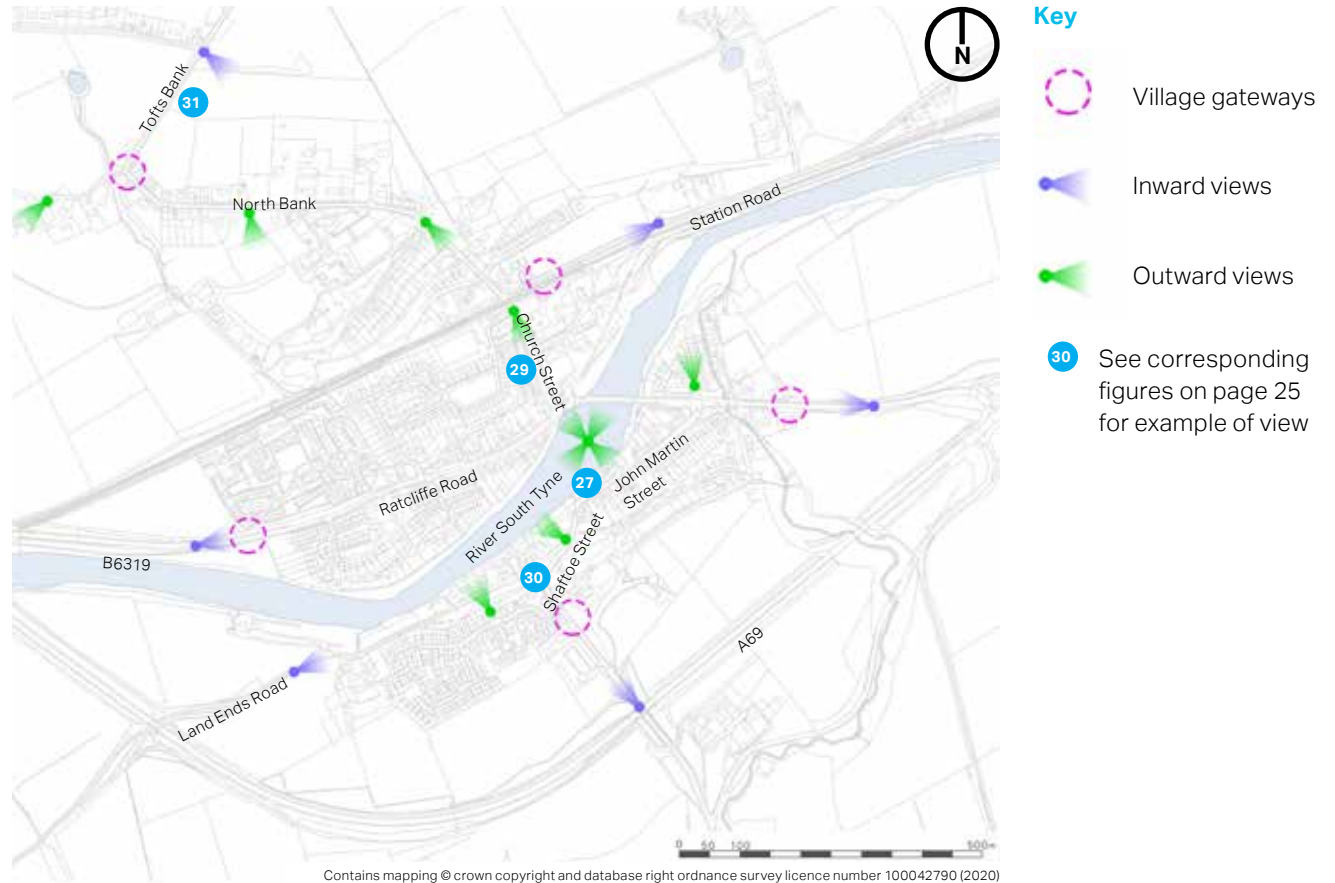 N
Tofts Bank
31
North Bank
Station Road
Church Street
29
Ratcliffe Road
River South Tyne
27
John Martin
Street
B6319
30
Shaftoe Street
A69
Land Ends Road
0 50 100 500m
Contains mapping © crown copyright and database right ordnance survey licence number 100042790 (2020)
Key
Village gateways
Inward views
Outward views
30 See corresponding
figures on page 25
for example of view